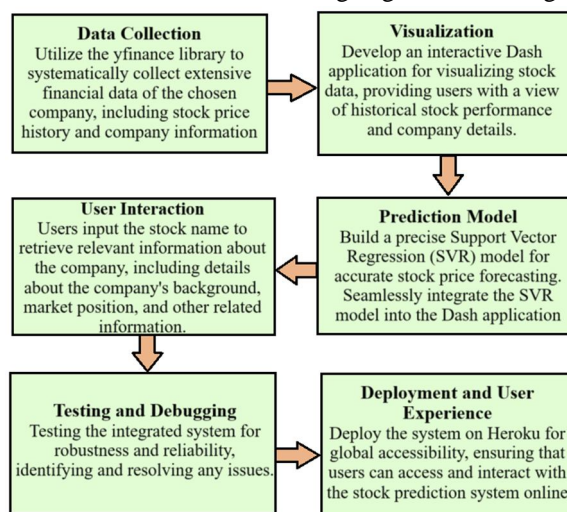 Data Collection
Utilize the yfinance library to
systematically collect extensive
financial data of the chosen
company, including stock price
history and company information
Visualization
Develop an interactive Dash
application for visualizing stock
data, providing users with a view
of historical stock performance
and company details.
Prediction Model
Build a precise Support Vector
Regression (SVR) model for
accurate stock price forecasting.
Seamlessly integrate the SVR
model into the Dash application
User Interaction
Users input the stock name to
retrieve relevant information about
the company, including details
about the company's background,
market position, and other related
information.
Testing and Debugging
Testing the integrated system for
robustness and reliability,
identifying and resolving any issues.
Deployment and User
Experience
Deploy the system on Heroku for
global accessibility, ensuring that
users can access and interact with
the stock prediction system online